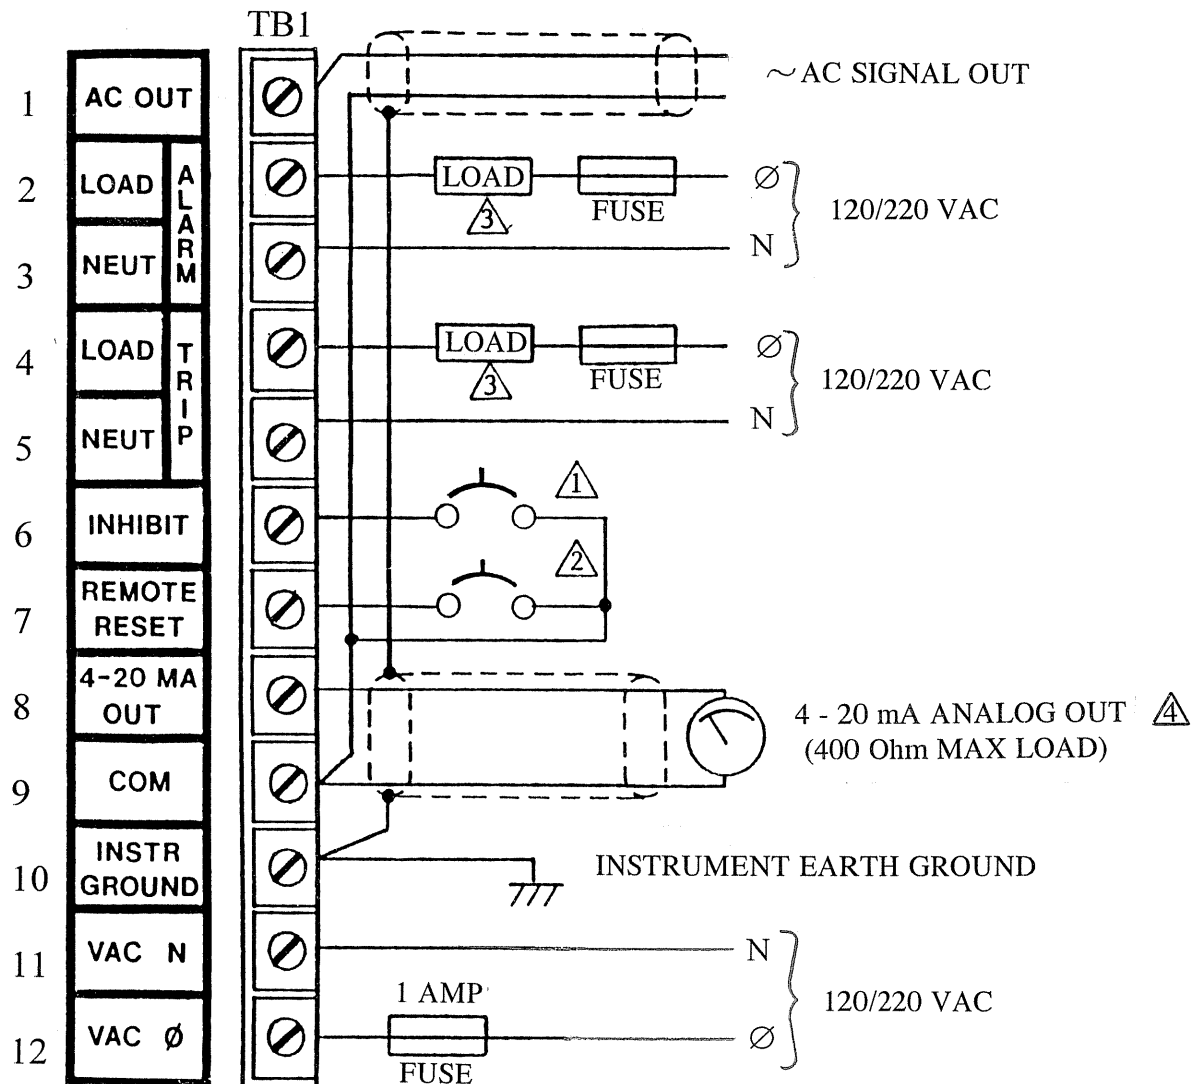 TB1
1 AC OUT
~ AC SIGNAL OUT
2 LOAD
ALARM
LOAD
3
FUSE
Ø
120/220 VAC
3 NEUT
N
4 LOAD
TRIP
LOAD
3
FUSE
Ø
120/220 VAC
5 NEUT
N
6 INHIBIT
1
7 REMOTE
RESET
2
8 4-20 MA
OUT
4 - 20 mA ANALOG OUT 4
(400 Ohm MAX LOAD)
9 COM
10 INSTR
GROUND
INSTRUMENT EARTH GROUND
11 VAC N
N
120/220 VAC
12 VAC Ø
1 AMP
FUSE
Ø